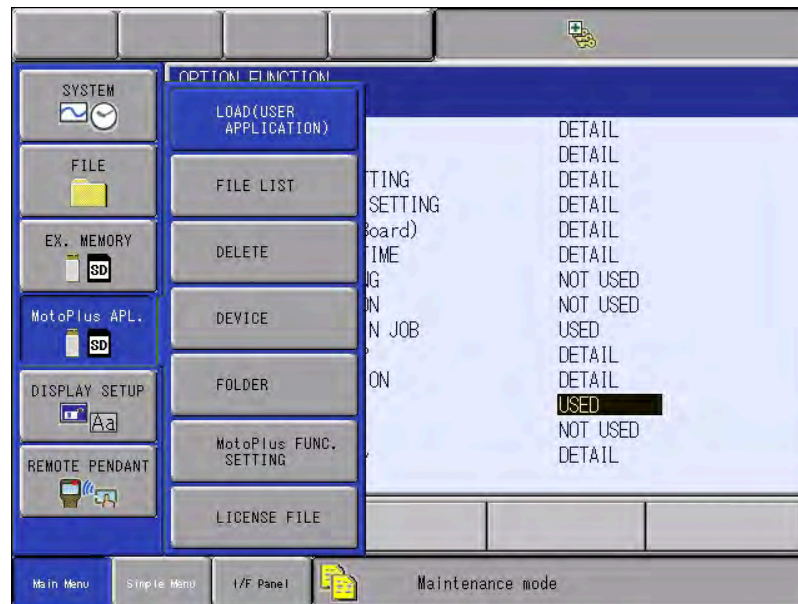 SYSTEM
FILE
EX. MEMORY
SD
MotoPlus APL.
SD
DISPLAY SETUP
Aa
REMOTE PENDANT
OPTION FUNCTION
LOAD(USER
APPLICATION)
FILE LIST
DELETE
DEVICE
FOLDER
MotoPlus FUNC.
SETTING
LICENSE FILE
DETAIL
DETAIL
TING DETAIL
SETTING DETAIL
Board) DETAIL
TIME DETAIL
NG NOT USED
ON NOT USED
N JOB USED
DETAIL
ON DETAIL
USED
NOT USED
DETAIL
Main Menu
Simple Menu
I/F Panel
Maintenance mode